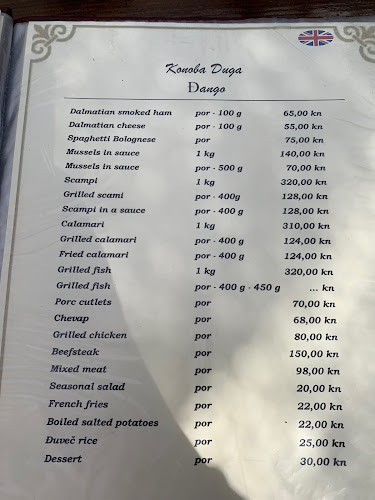 Konoba Duga
Đango
Dalmatian smoked ham por - 100 g 65,00 kn
Dalmatian cheese por - 100 g 55,00 kn
Spaghetti Bolognese por 75,00 kn
Mussels in sauce 1 kg 140,00 kn
Mussels in sauce por - 500 g 70,00 kn
Scampi 1 kg 320,00 kn
Grilled scami por - 400g 128,00 kn
Scampi in a sauce por - 400 g 128,00 kn
Calamari 1 kg 310,00 kn
Grilled calamari por - 400 g 124,00 kn
Fried calamari por - 400 g 124,00 kn
Grilled fish 1 kg 320,00 kn
Grilled fish por - 400 g - 450 g ... kn
Porc cutlets por 70,00 kn
Chevap por 68,00 kn
Grilled chicken por 80,00 kn
Beefsteak por 150,00 kn
Mixed meat por 98,00 kn
Seasonal salad por 20,00 kn
French fries por 22,00 kn
Boiled salted potatoes por 22,00 kn
Đuveč rice por 25,00 kn
Dessert por 30,00 kn